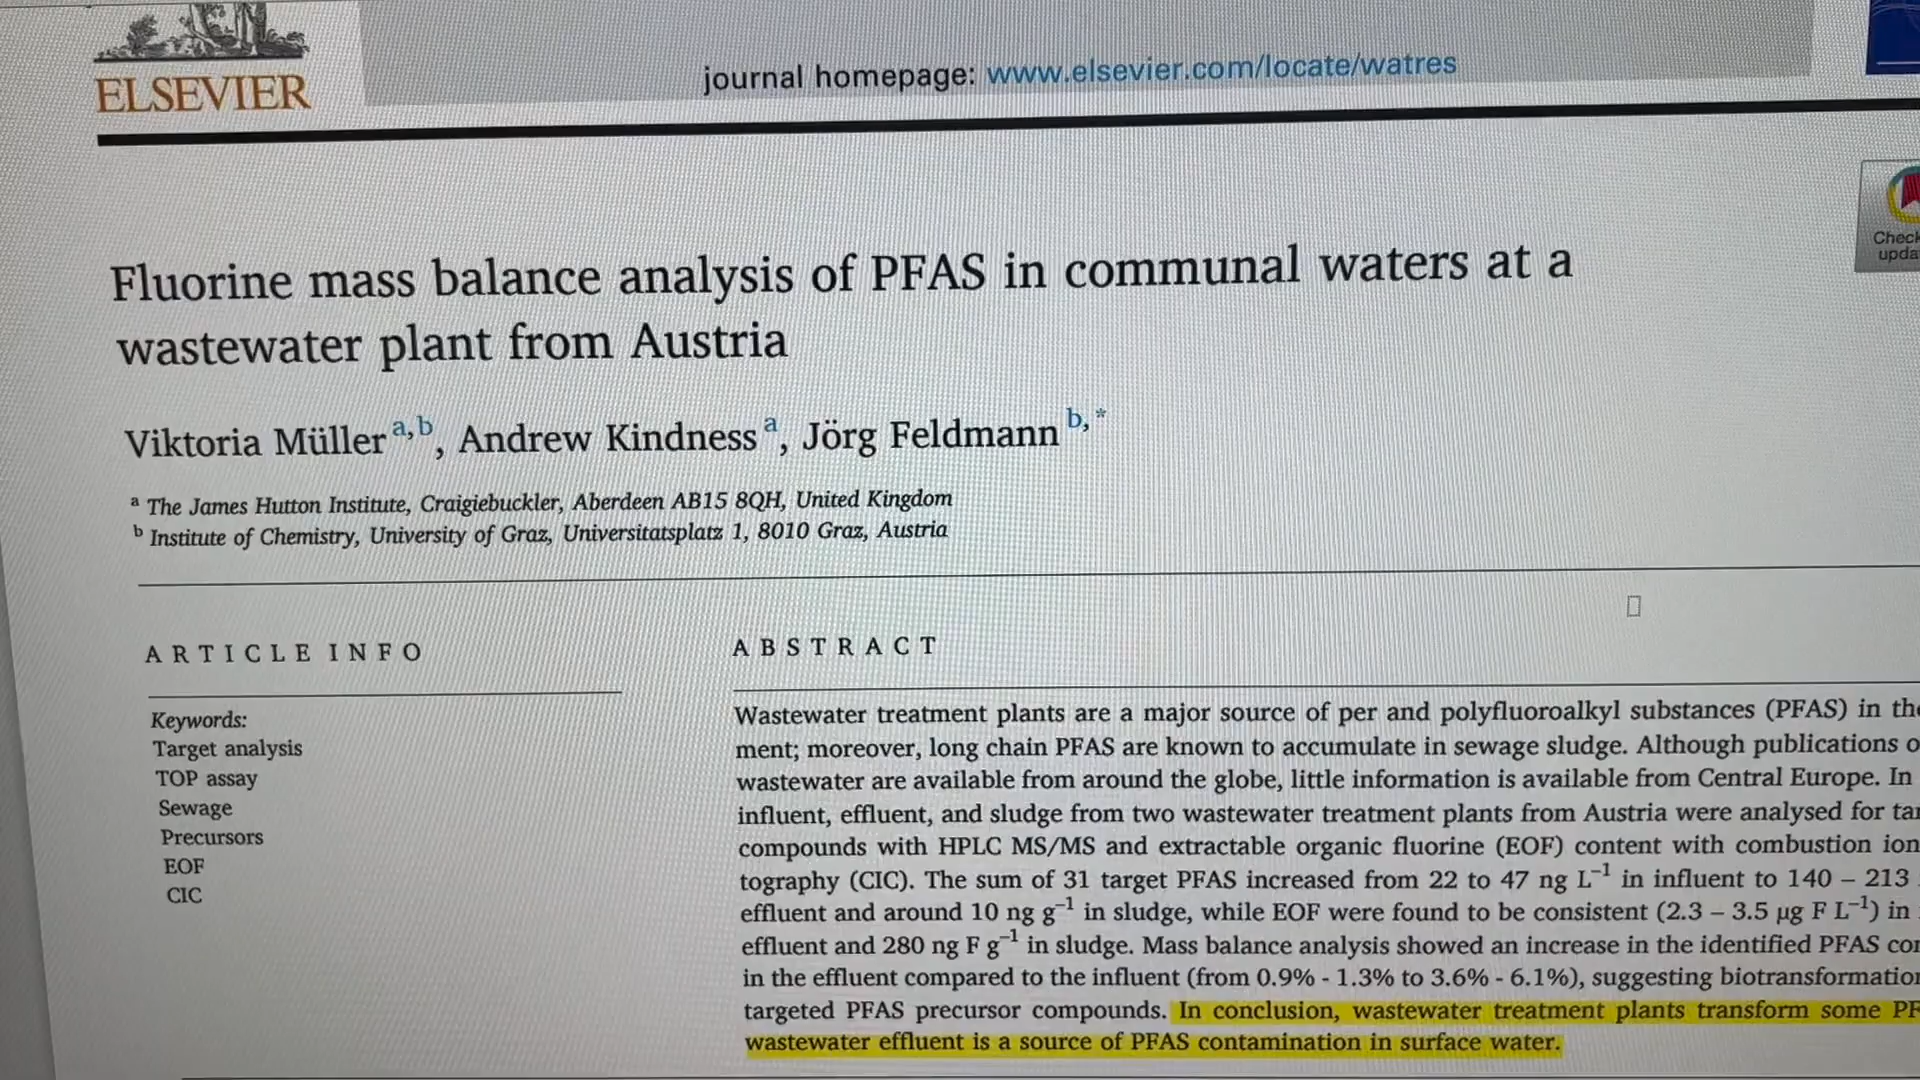 ELSEVIER
journal homepage: www.elsevier.com/locate/watres
Check
Fluorine mass balance analysis of PFAS in communal waters at a
wastewater plant from Austria
Viktoria Müller a,b, Andrew Kindness a, Jörg Feldmann b,*
a The James Hutton Institute, Craigiebuckler, Aberdeen AB15 8QH, United Kingdom
b Institute of Chemistry, University of Graz, Universitatsplatz 1, 8010 Graz, Austria
ARTICLE INFO
Keywords:
Target analysis
TOP assay
Sewage
Precursors
EOF
CIC
ABSTRACT
Wastewater treatment plants are a major source of per and polyfluoroalkyl substances (PFAS) in
ment; moreover, long chain PFAS are known to accumulate in sewage sludge. Although publications
wastewater are available from around the globe, little information is available from Central Europe. In
influent, effluent, and sludge from two wastewater treatment plants from Austria were analysed for
compounds with HPLC MS/MS and extractable organic fluorine (EOF) content with combustion ion
tography (CIC). The sum of 31 target PFAS increased from 22 to 47 ng L⁻¹ in influent to 140 – 213
effluent and around 10 ng g⁻¹ in sludge, while EOF were found to be consistent (2.3 – 3.5 µg F L⁻¹) in
effluent and 280 ng F g⁻¹ in sludge. Mass balance analysis showed an increase in the identified PFAS
in the effluent compared to the influent (from 0.9% - 1.3% to 3.6% - 6.1%), suggesting biotransformation
targeted PFAS precursor compounds. In conclusion, wastewater treatment plants transform some
wastewater effluent is a source of PFAS contamination in surface water.